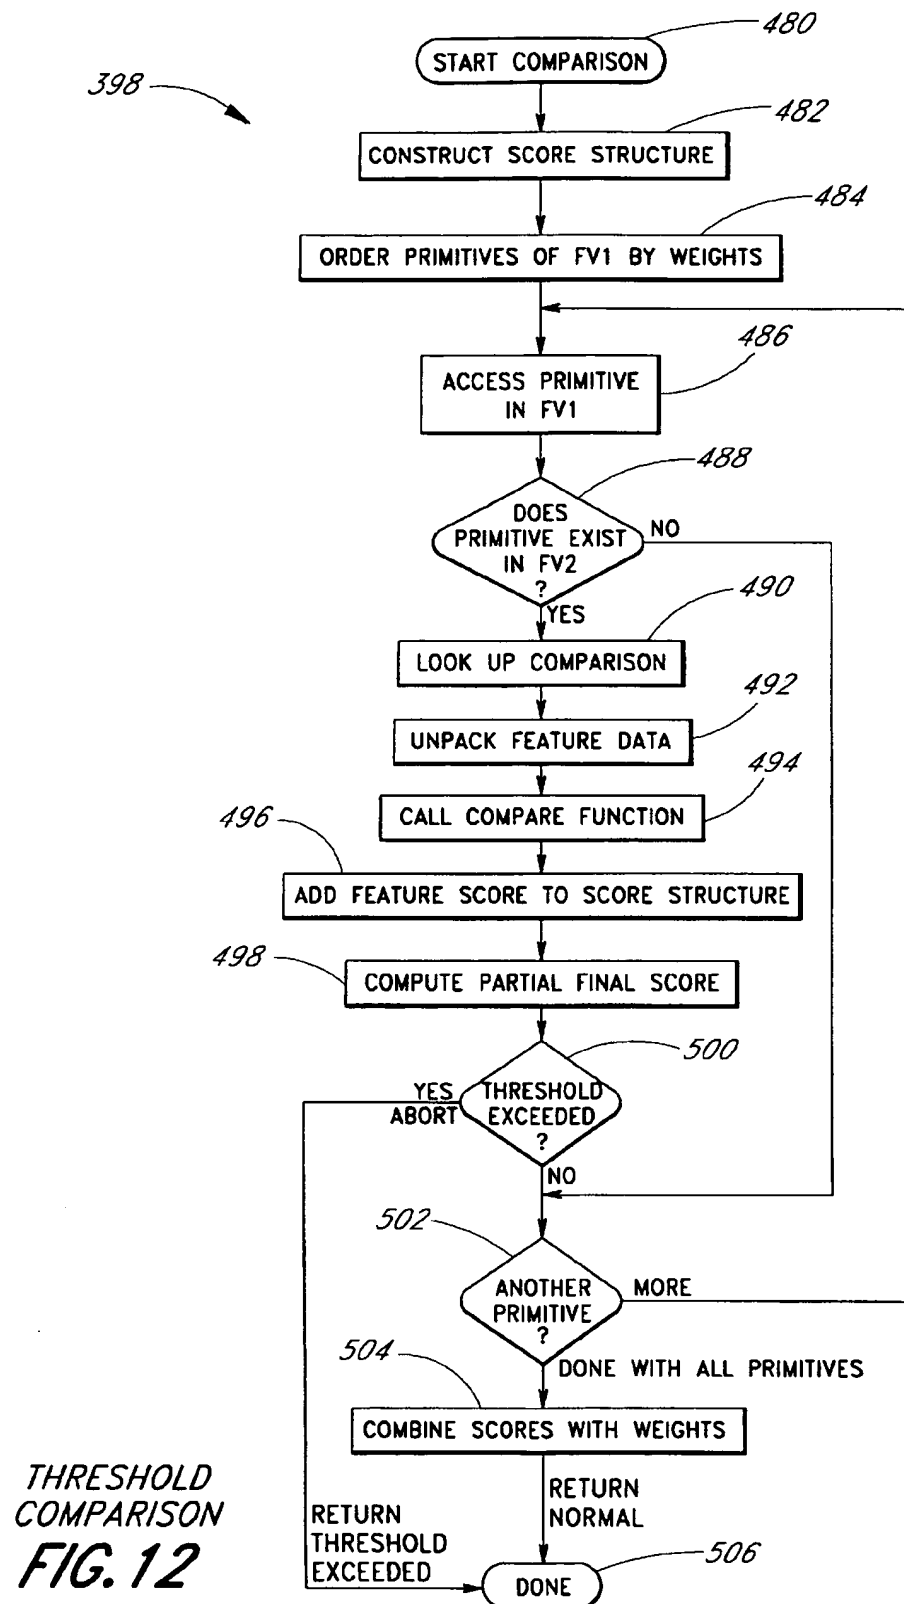 480
START COMPARISON
398
482
CONSTRUCT SCORE STRUCTURE
484
ORDER PRIMITIVES OF FV1 BY WEIGHTS
486
ACCESS PRIMITIVE
IN FV1
488
DOES
PRIMITIVE EXIST
IN FV2
?
NO
YES
490
LOOK UP COMPARISON
492
UNPACK FEATURE DATA
494
CALL COMPARE FUNCTION
496
ADD FEATURE SCORE TO SCORE STRUCTURE
498
COMPUTE PARTIAL FINAL SCORE
500
YES
ABORT
THRESHOLD
EXCEEDED
?
NO
502
ANOTHER
PRIMITIVE
?
MORE
504
DONE WITH ALL PRIMITIVES
COMBINE SCORES WITH WEIGHTS
RETURN
NORMAL
RETURN
THRESHOLD
EXCEEDED
506
DONE
THRESHOLD
COMPARISON
FIG. 12